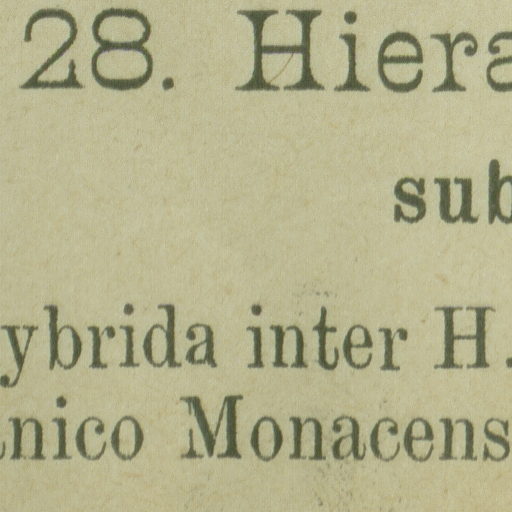 28. Hiera
sub
ybrida inter H.
nico Monacens